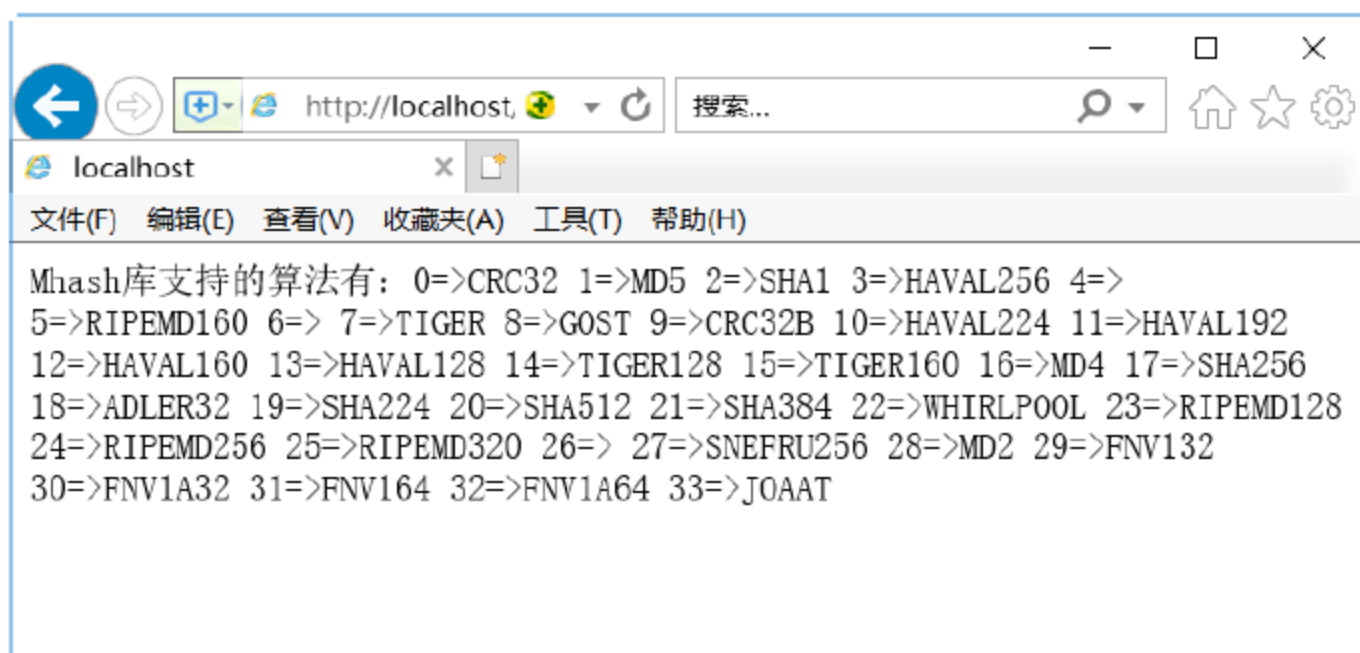 http://localhost,
搜索...
localhost
文件(F) 编辑(E) 查看(V) 收藏夹(A) 工具(T) 帮助(H)
Mhash库支持的算法有：0=>CRC32 1=>MD5 2=>SHA1 3=>HAVAL256 4=>
5=>RIPEMD160 6=> 7=>TIGER 8=>GOST 9=>CRC32B 10=>HAVAL224 11=>HAVAL192
12=>HAVAL160 13=>HAVAL128 14=>TIGER128 15=>TIGER160 16=>MD4 17=>SHA256
18=>ADLER32 19=>SHA224 20=>SHA512 21=>SHA384 22=>WHIRLPOOL 23=>RIPEMD128
24=>RIPEMD256 25=>RIPEMD320 26=> 27=>SNEFRU256 28=>MD2 29=>FNV132
30=>FNV1A32 31=>FNV164 32=>FNV1A64 33=>JOAAT